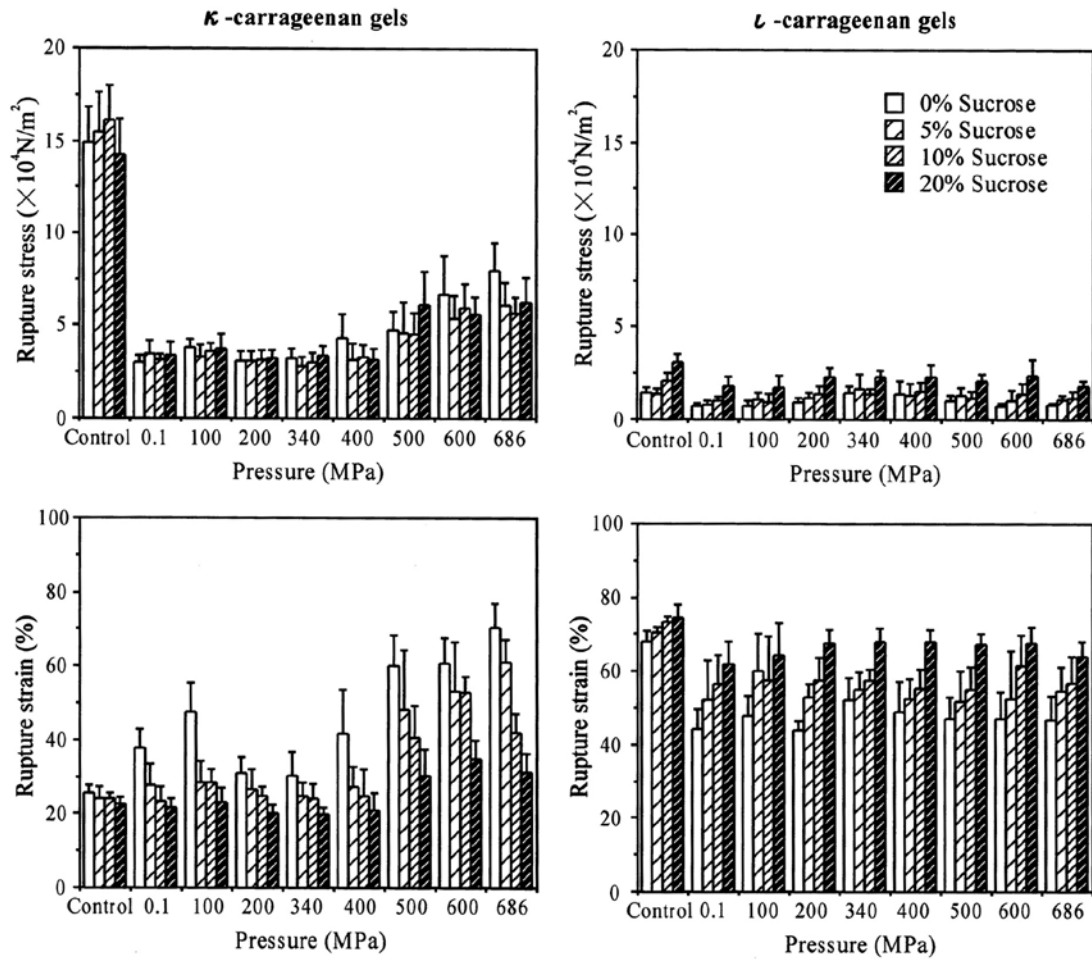 κ -carrageenan gels
ι -carrageenan gels
20
15
10
5
0
Rupture stress (×10⁴N/m²)
Control 0.1 100 200 340 400 500 600 686
Pressure (MPa)
20
15
10
5
0
Rupture stress (×10⁴N/m²)
0% Sucrose
5% Sucrose
10% Sucrose
20% Sucrose
Control 0.1 100 200 340 400 500 600 686
Pressure (MPa)
100
80
60
40
20
0
Rupture strain (%)
Control 0.1 100 200 340 400 500 600 686
Pressure (MPa)
100
80
60
40
20
0
Rupture strain (%)
Control 0.1 100 200 340 400 500 600 686
Pressure (MPa)